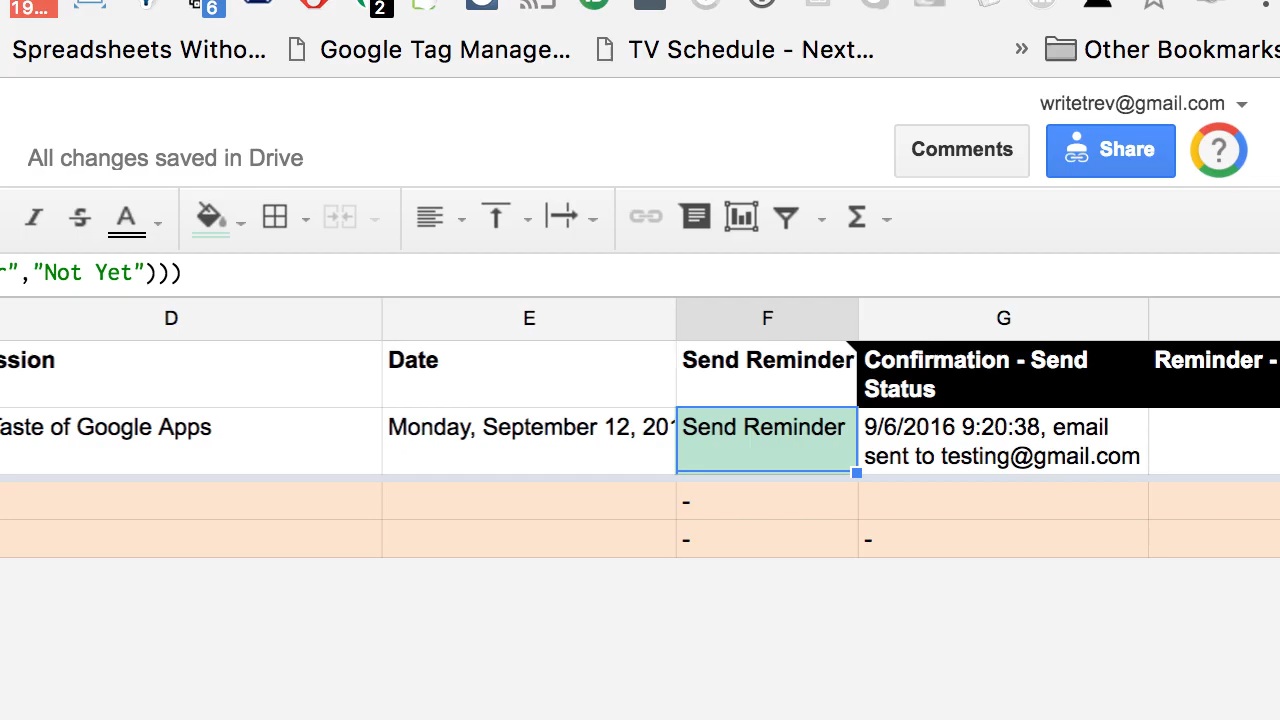 19...
6
2
Spreadsheets Witho...
Google Tag Manage...
TV Schedule - Next...
»
Other Bookmarks
writetrev@gmail.com
All changes saved in Drive
Comments
Share
?
I S A
Σ
r","Not Yet")))
D E F G
ssion Date Send Reminder Confirmation - Send Status Reminder -
aste of Google Apps Monday, September 12, 201 Send Reminder 9/6/2016 9:20:38, email sent to testing@gmail.com
-
- -